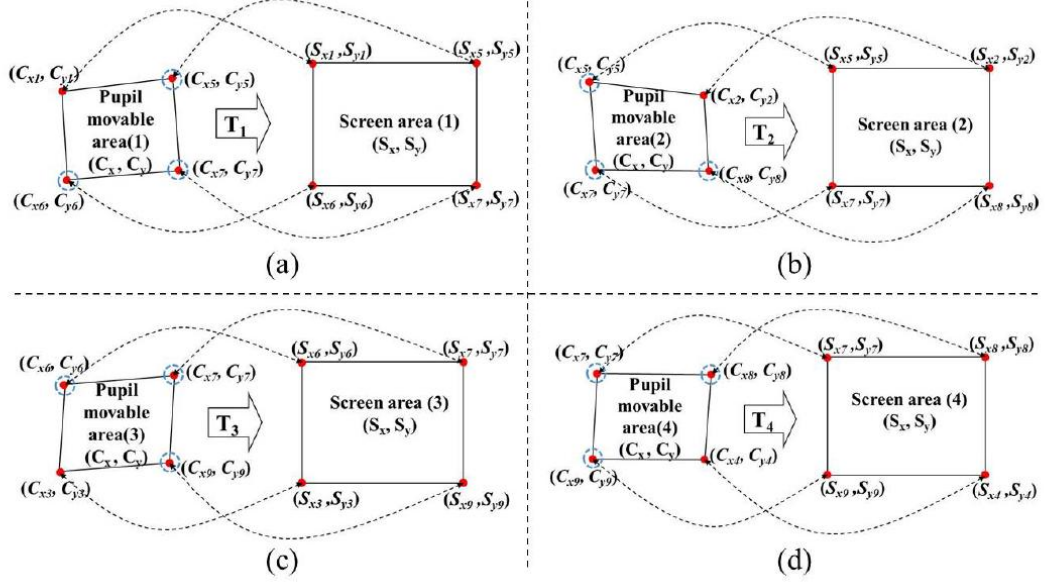 (Cx1, Cy1)
(Cx5, Cy5)
Pupil
movable
area(1)
(Cx, Cy)
(Cx6, Cy6)
(Cx7, Cy7)
T1
(Sx1,Sy1)
(Sx5,Sy5)
Screen area (1)
(Sx, Sy)
(Sx6,Sy6)
(Sx7,Sy7)
(a)
(Cx5, Cy5)
(Cx2, Cy2)
Pupil
movable
area(2)
(Cx, Cy)
(Cx7, Cy7)
(Cx8, Cy8)
T2
(Sx5,Sy5)
(Sx2,Sy2)
Screen area (2)
(Sx, Sy)
(Sx7,Sy7)
(Sx8,Sy8)
(b)
(Cx6, Cy6)
(Cx7, Cy7)
Pupil
movable
area(3)
(Cx, Cy)
(Cx3, Cy3)
(Cx9, Cy9)
T3
(Sx6,Sy6)
(Sx7,Sy7)
Screen area (3)
(Sx, Sy)
(Sx3,Sy3)
(Sx9,Sy9)
(c)
(Cx7, Cy7)
(Cx8, Cy8)
Pupil
movable
area(4)
(Cx, Cy)
(Cx9, Cy9)
(Cx4, Cy4)
T4
(Sx7,Sy7)
(Sx8,Sy8)
Screen area (4)
(Sx, Sy)
(Sx9,Sy9)
(Sx4,Sy4)
(d)